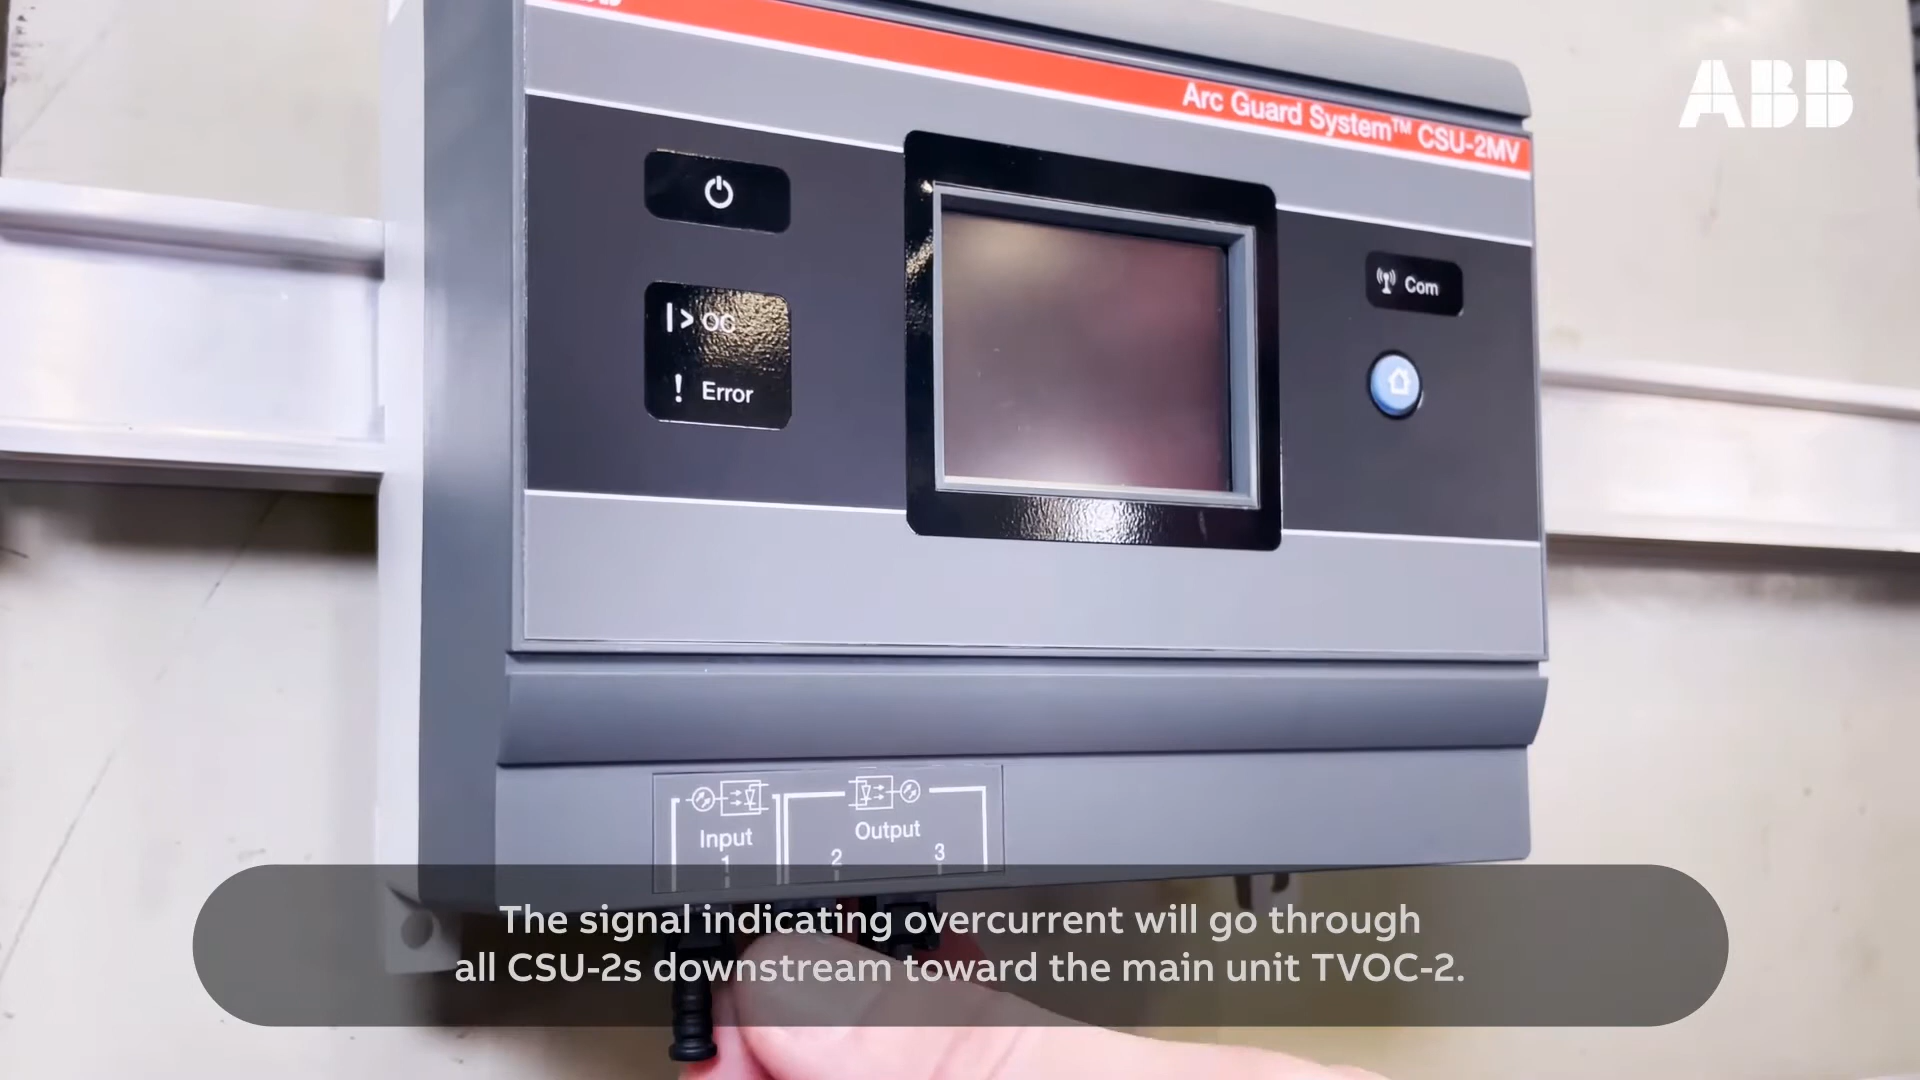 ABB
Arc Guard System™ CSU-2MV
Com
I> OC
! Error
Input
Output
1
2
3
The signal indicating overcurrent will go through
all CSU-2s downstream toward the main unit TVOC-2.